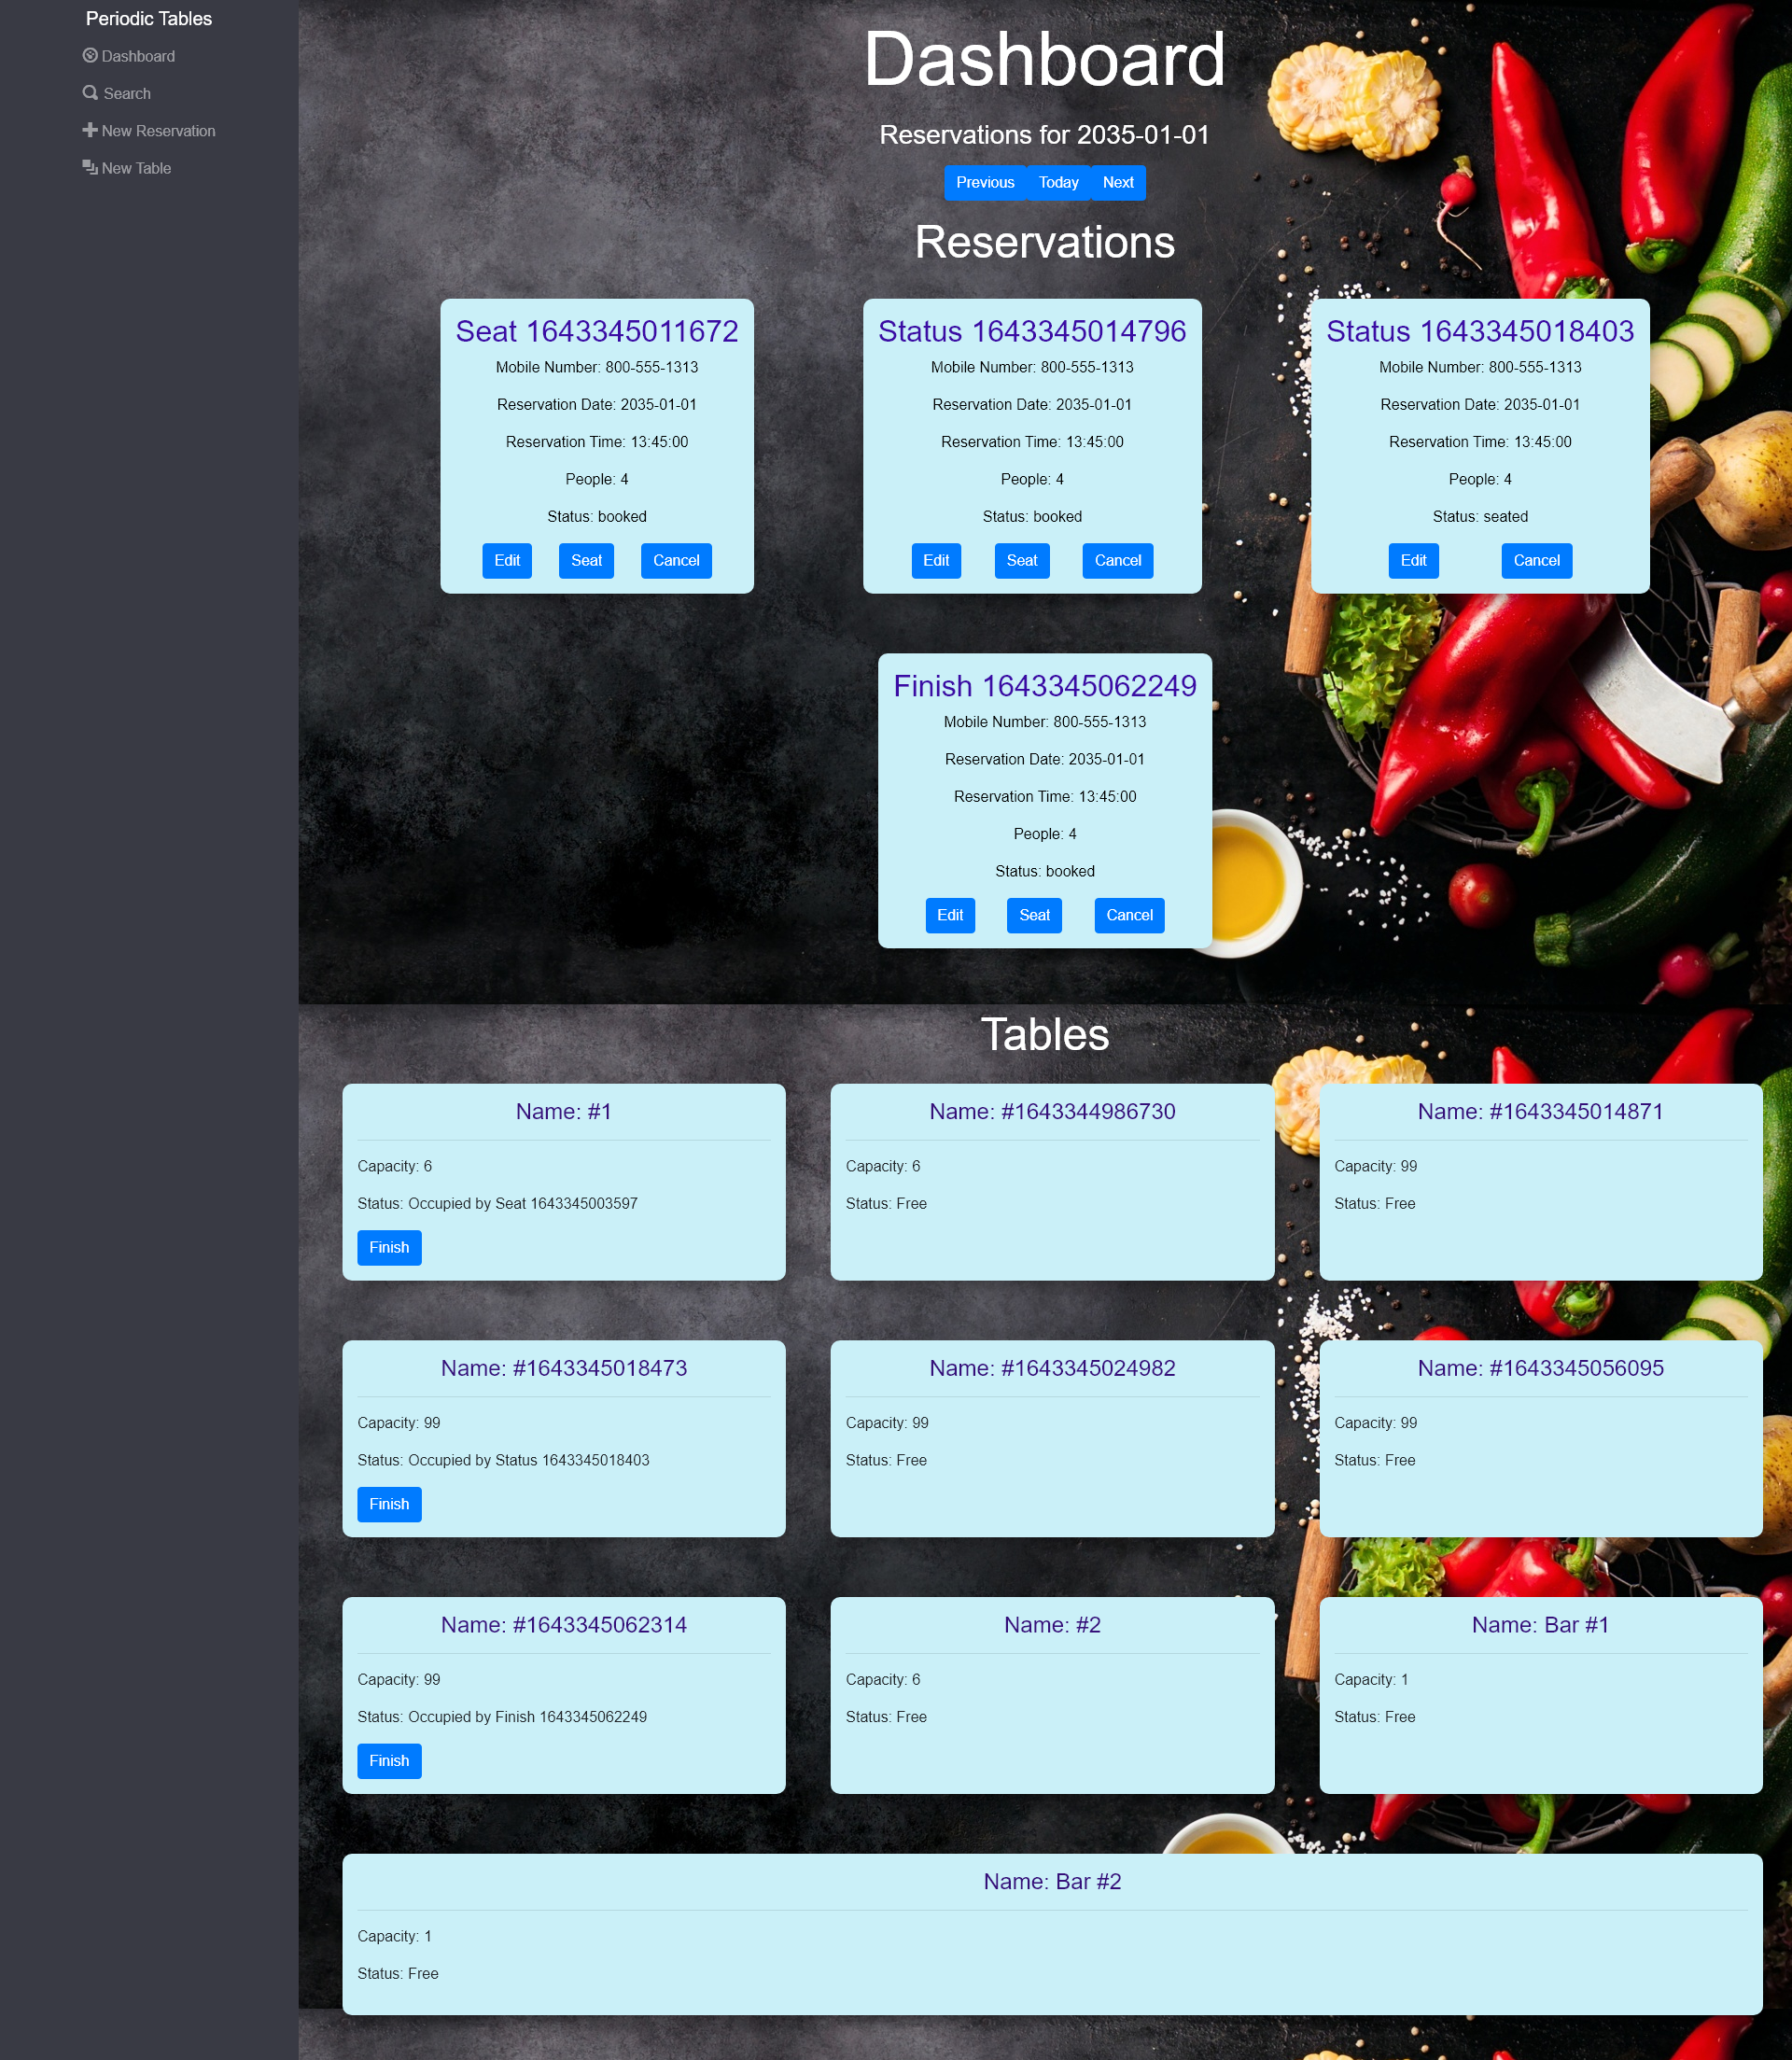 Periodic Tables
Dashboard
Search
New Reservation
New Table
Dashboard
Reservations for 2035-01-01
Previous Today Next
Reservations
Seat 1643345011672
Mobile Number: 800-555-1313
Reservation Date: 2035-01-01
Reservation Time: 13:45:00
People: 4
Status: booked
Edit Seat Cancel
Status 1643345014796
Mobile Number: 800-555-1313
Reservation Date: 2035-01-01
Reservation Time: 13:45:00
People: 4
Status: booked
Edit Seat Cancel
Status 1643345018403
Mobile Number: 800-555-1313
Reservation Date: 2035-01-01
Reservation Time: 13:45:00
People: 4
Status: seated
Edit Cancel
Finish 1643345062249
Mobile Number: 800-555-1313
Reservation Date: 2035-01-01
Reservation Time: 13:45:00
People: 4
Status: booked
Edit Seat Cancel
Tables
Name: #1
Capacity: 6
Status: Occupied by Seat 1643345003597
Finish
Name: #1643344986730
Capacity: 6
Status: Free
Name: #1643345014871
Capacity: 99
Status: Free
Name: #1643345018473
Capacity: 99
Status: Occupied by Status 1643345018403
Finish
Name: #1643345024982
Capacity: 99
Status: Free
Name: #1643345056095
Capacity: 99
Status: Free
Name: #1643345062314
Capacity: 99
Status: Occupied by Finish 1643345062249
Finish
Name: #2
Capacity: 6
Status: Free
Name: Bar #1
Capacity: 1
Status: Free
Name: Bar #2
Capacity: 1
Status: Free